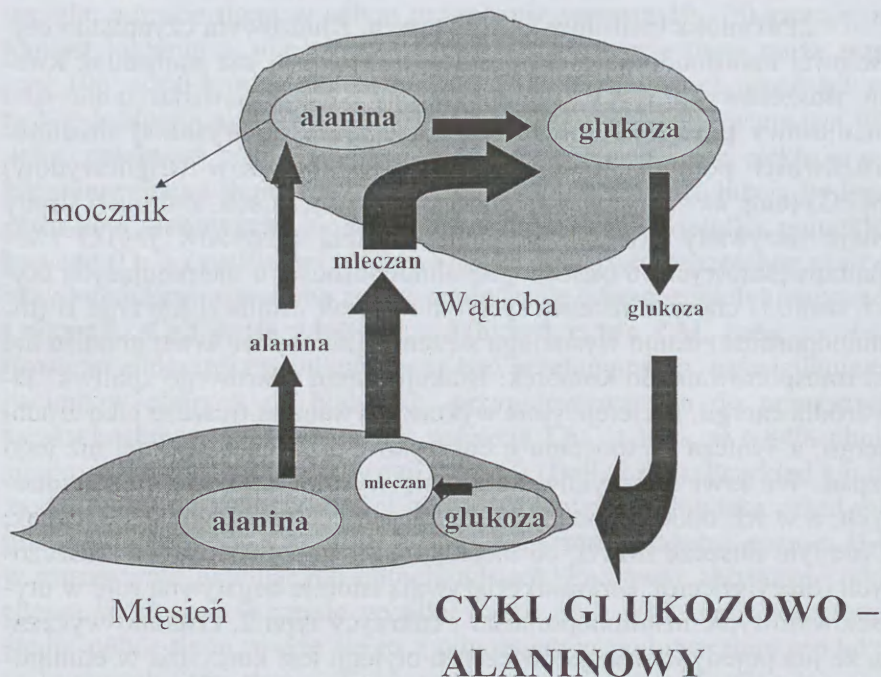 alanina
glukoza
mocznik
mleczan
Wątroba
glukoza
alanina
mleczan
alanina
glukoza
Mięsień
CYKL GLUKOZOWO –
ALANINOWY